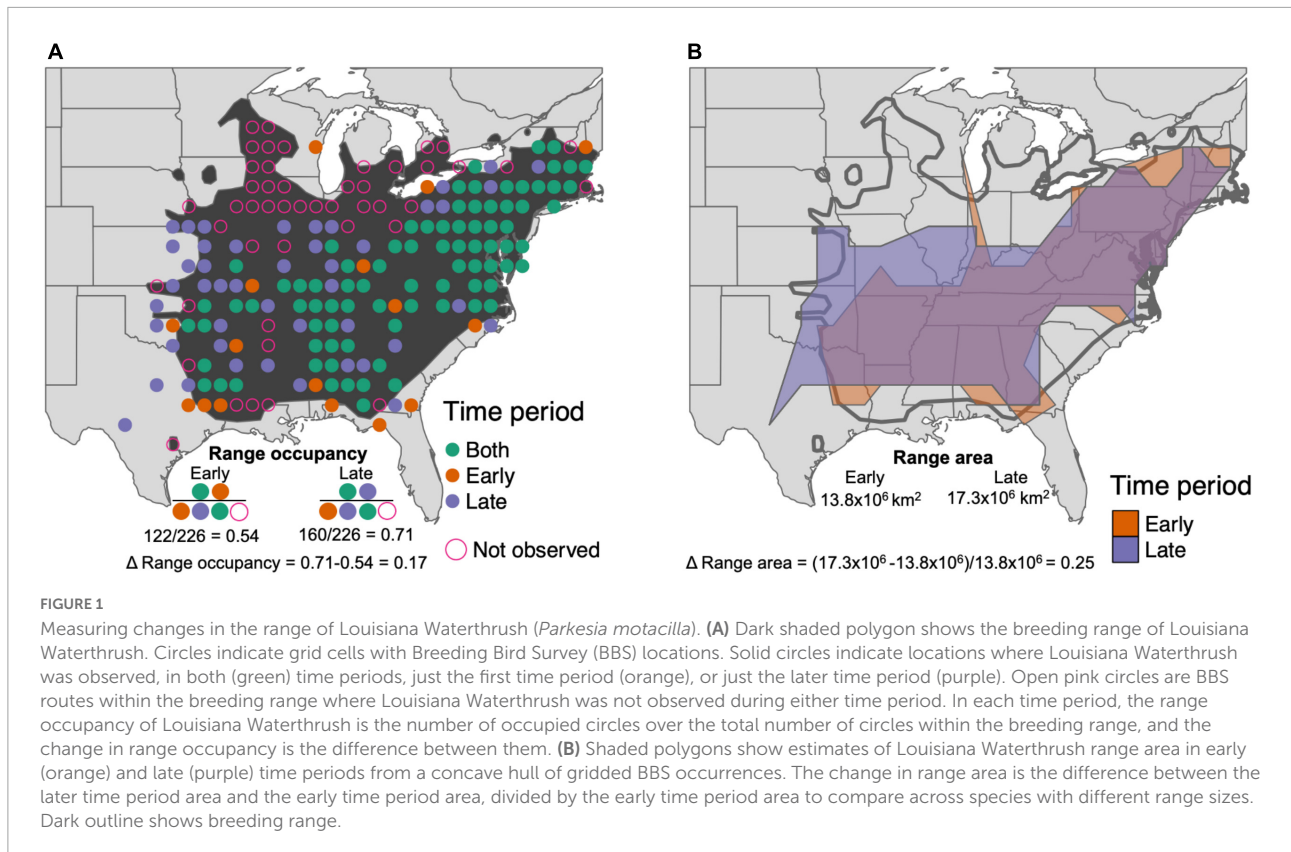 A
Time period
Both
Early
Late
Not observed
Range occupancy
Early Late
122/226 = 0.54 160/226 = 0.71
Δ Range occupancy = 0.71-0.54 = 0.17
B
Range area
Early Late
13.8x10⁶ km² 17.3x10⁶ km²
Time period
Early
Late
Δ Range area = (17.3x10⁶ -13.8x10⁶)/13.8x10⁶ = 0.25
FIGURE 1
Measuring changes in the range of Louisiana Waterthrush (Parkesia motacilla). (A) Dark shaded polygon shows the breeding range of Louisiana
Waterthrush. Circles indicate grid cells with Breeding Bird Survey (BBS) locations. Solid circles indicate locations where Louisiana Waterthrush
was observed, in both (green) time periods, just the first time period (orange), or just the later time period (purple). Open pink circles are BBS
routes within the breeding range where Louisiana Waterthrush was not observed during either time period. In each time period, the range
occupancy of Louisiana Waterthrush is the number of occupied circles over the total number of circles within the breeding range, and the
change in range occupancy is the difference between them. (B) Shaded polygons show estimates of Louisiana Waterthrush range area in early
(orange) and late (purple) time periods from a concave hull of gridded BBS occurrences. The change in range area is the difference between the
later time period area and the early time period area, divided by the early time period area to compare across species with different range sizes.
Dark outline shows breeding range.